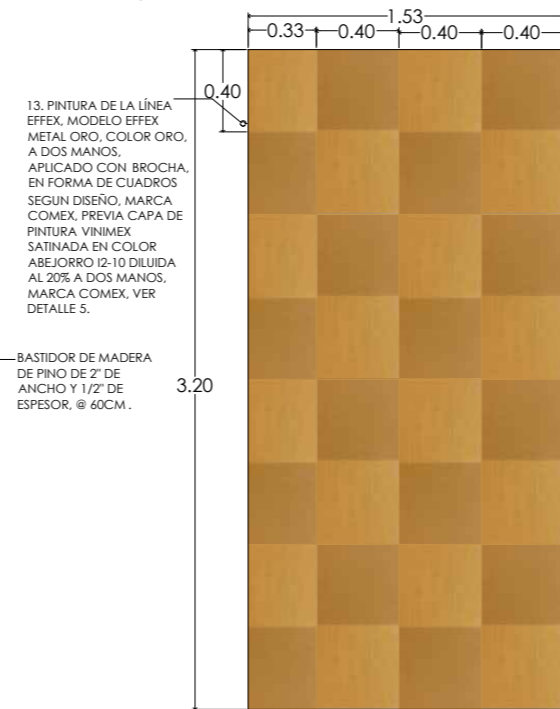 1.53
0.33 0.40 0.40 0.40
0.40
13. PINTURA DE LA LÍNEA
EFFEX, MODELO EFFEX
METAL ORO, COLOR ORO,
A DOS MANOS,
APLICADO CON BROCHA,
EN FORMA DE CUADROS
SEGUN DISEÑO, MARCA
COMEX, PREVIA CAPA DE
PINTURA VINIMEX
SATINADA EN COLOR
ABEJORRO I2-10 DILUIDA
AL 20% A DOS MANOS,
MARCA COMEX, VER
DETALLE 5.
BASTIDOR DE MADERA
DE PINO DE 2" DE
ANCHO Y 1/2" DE
ESPESOR, @ 60CM .
3.20